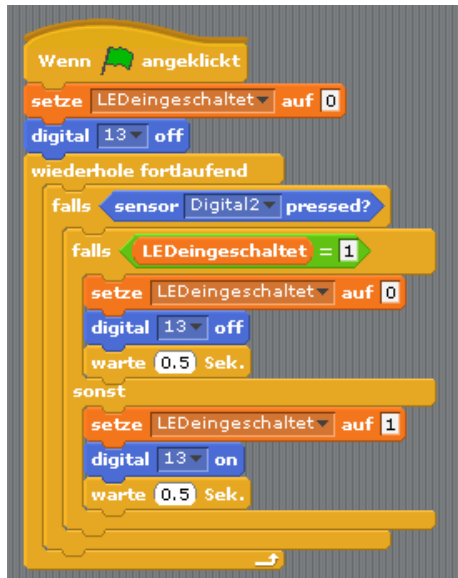 Wenn angeklickt
setze LEDeingeschaltet auf 0
digital 13 off
wiederhole fortlaufend
falls sensor Digital2 pressed?
falls LEDeingeschaltet = 1
setze LEDeingeschaltet auf 0
digital 13 off
warte 0.5 Sek.
sonst
setze LEDeingeschaltet auf 1
digital 13 on
warte 0.5 Sek.